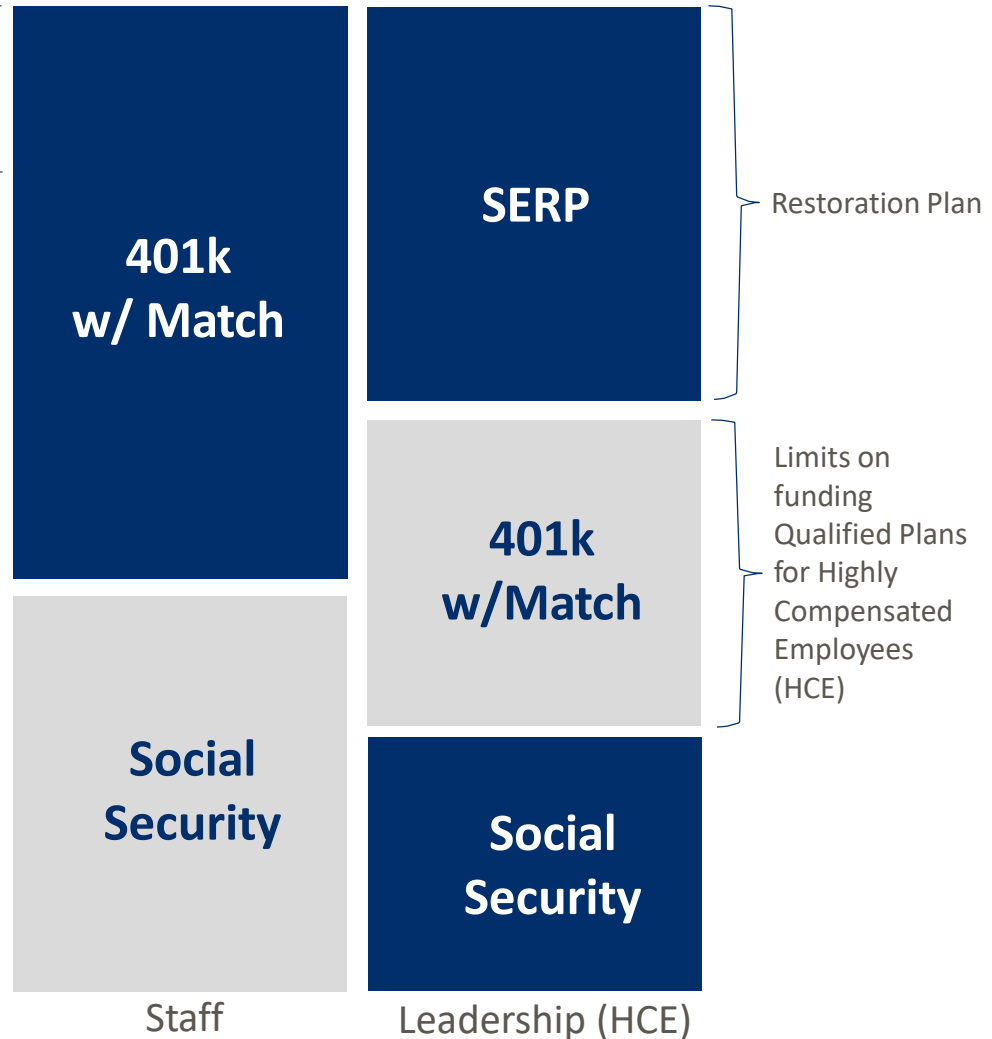 401k
w/ Match
Social
Security
Staff
SERP
401k
w/Match
Social
Security
Leadership (HCE)
Restoration Plan
Limits on
funding
Qualified Plans
for Highly
Compensated
Employees
(HCE)